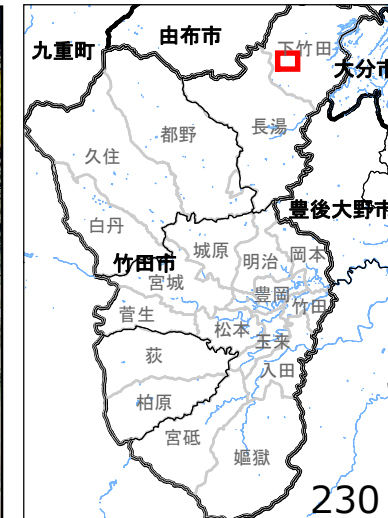 由布市
九重町
下竹田
大分市
都野
長湯
久住
白丹
豊後大野市
城原
明治
岡本
竹田市
宮城
豊岡
竹田
菅生
松本
玉来
荻
入田
柏原
宮砥
嫗獄
230